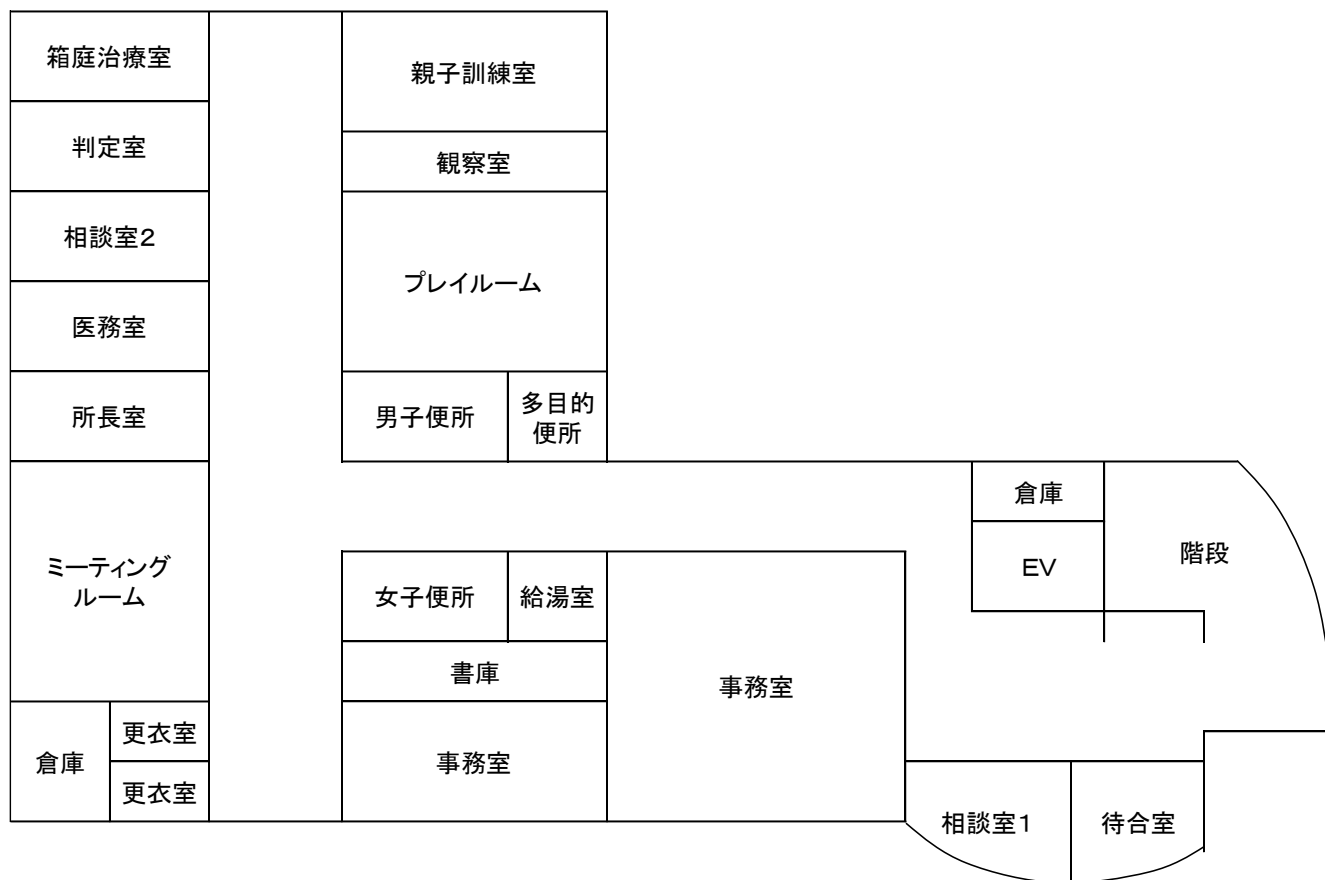 箱庭治療室
親子訓練室
判定室
観察室
相談室2
プレイルーム
医務室
所長室
男子便所
多目的
便所
倉庫
ミーティング
ルーム
EV
階段
女子便所
給湯室
書庫
事務室
倉庫
更衣室
更衣室
事務室
相談室1
待合室